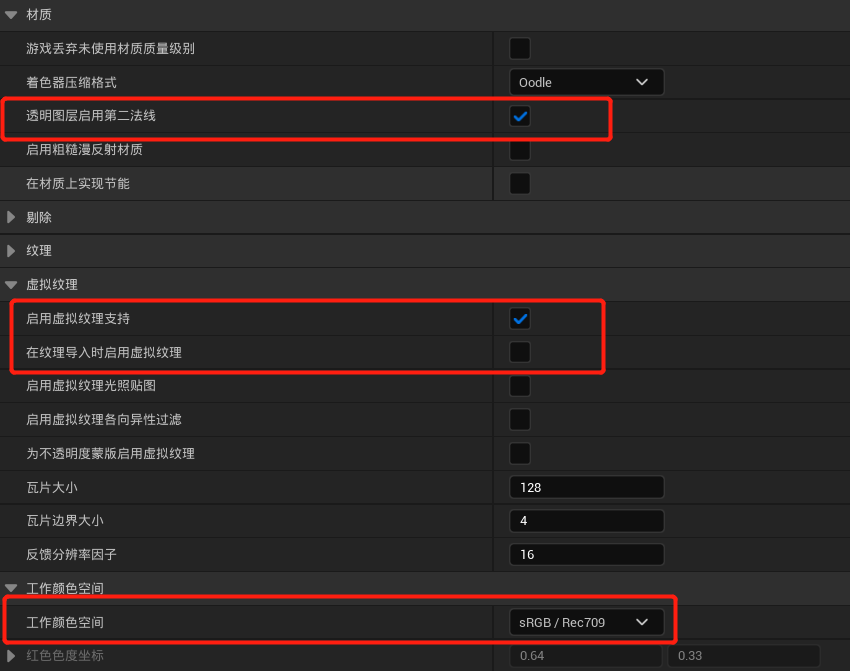 材质
游戏丢弃未使用材质质量级别
着色器压缩格式 Oodle
透明图层启用第二法线
启用粗糙漫反射材质
在材质上实现节能
剔除
纹理
虚拟纹理
启用虚拟纹理支持
在纹理导入时启用虚拟纹理
启用虚拟纹理光照贴图
启用虚拟纹理各向异性过滤
为不透明度蒙版启用虚拟纹理
瓦片大小 128
瓦片边界大小 4
反馈分辨率因子 16
工作颜色空间
工作颜色空间 sRGB / Rec709
红色色度坐标 0.64 0.33